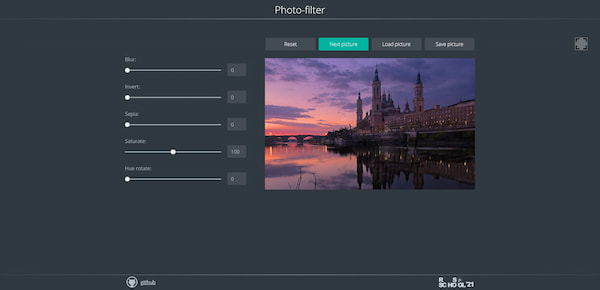 Photo-filter
Reset Next picture Load picture Save picture
Blur:
0
Invert:
0
Sepia:
0
Saturate:
100
Hue rotate:
0
github
R S
SCHOOL'21